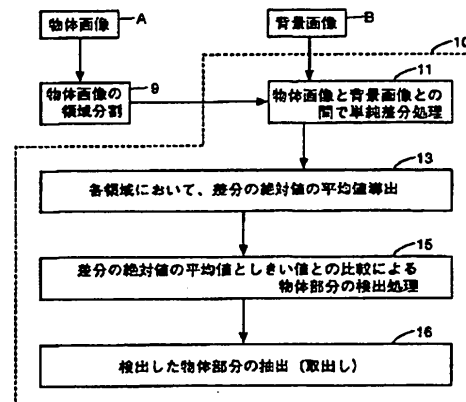 物体画像
A
背景画像
B
10
物体画像の
領域分割
9
11
物体画像と背景画像との
間で単純差分処理
13
各領域において、差分の絶対値の平均値導出
15
差分の絶対値の平均値としきい値との比較による
物体部分の検出処理
16
検出した物体部分の抽出（取出し）